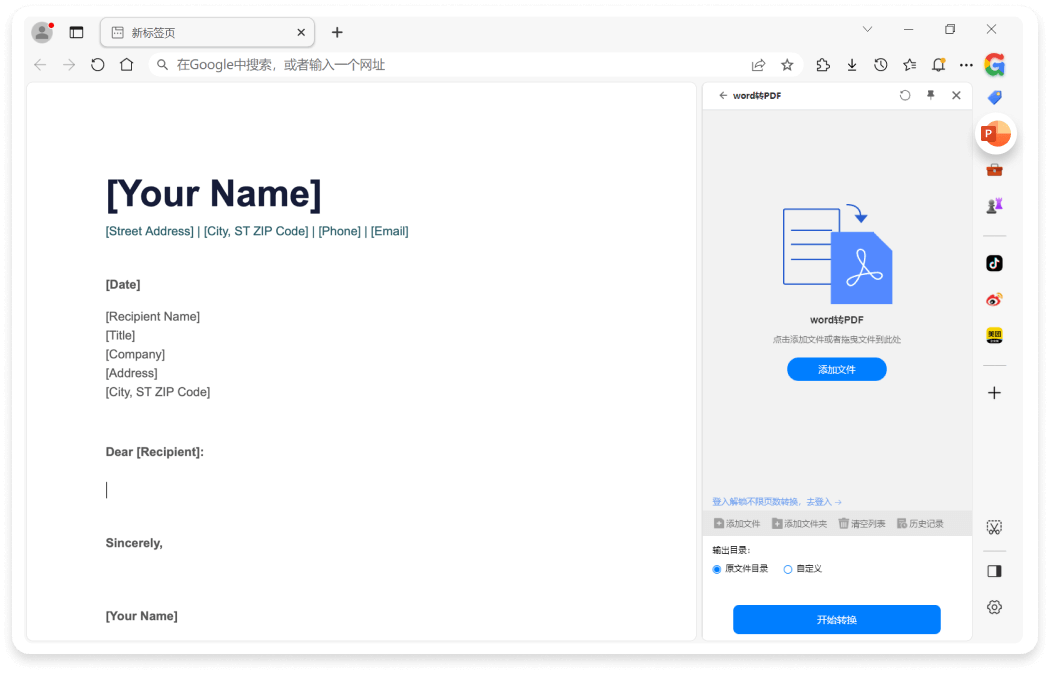 新标签页
在Google中搜索，或者输入一个网址
[Your Name]
[Street Address] | [City, ST ZIP Code] | [Phone] | [Email]
[Date]
[Recipient Name]
[Title]
[Company]
[Address]
[City, ST ZIP Code]
Dear [Recipient]:
Sincerely,
[Your Name]
word转PDF
word转PDF
点击添加文件或者拖曳文件到此处
添加文件
登入解锁不限页数转换，去登入 →
添加文件 添加文件夹 清空列表 历史记录
输出目录：
原文件目录 自定义
开始转换
P
美团